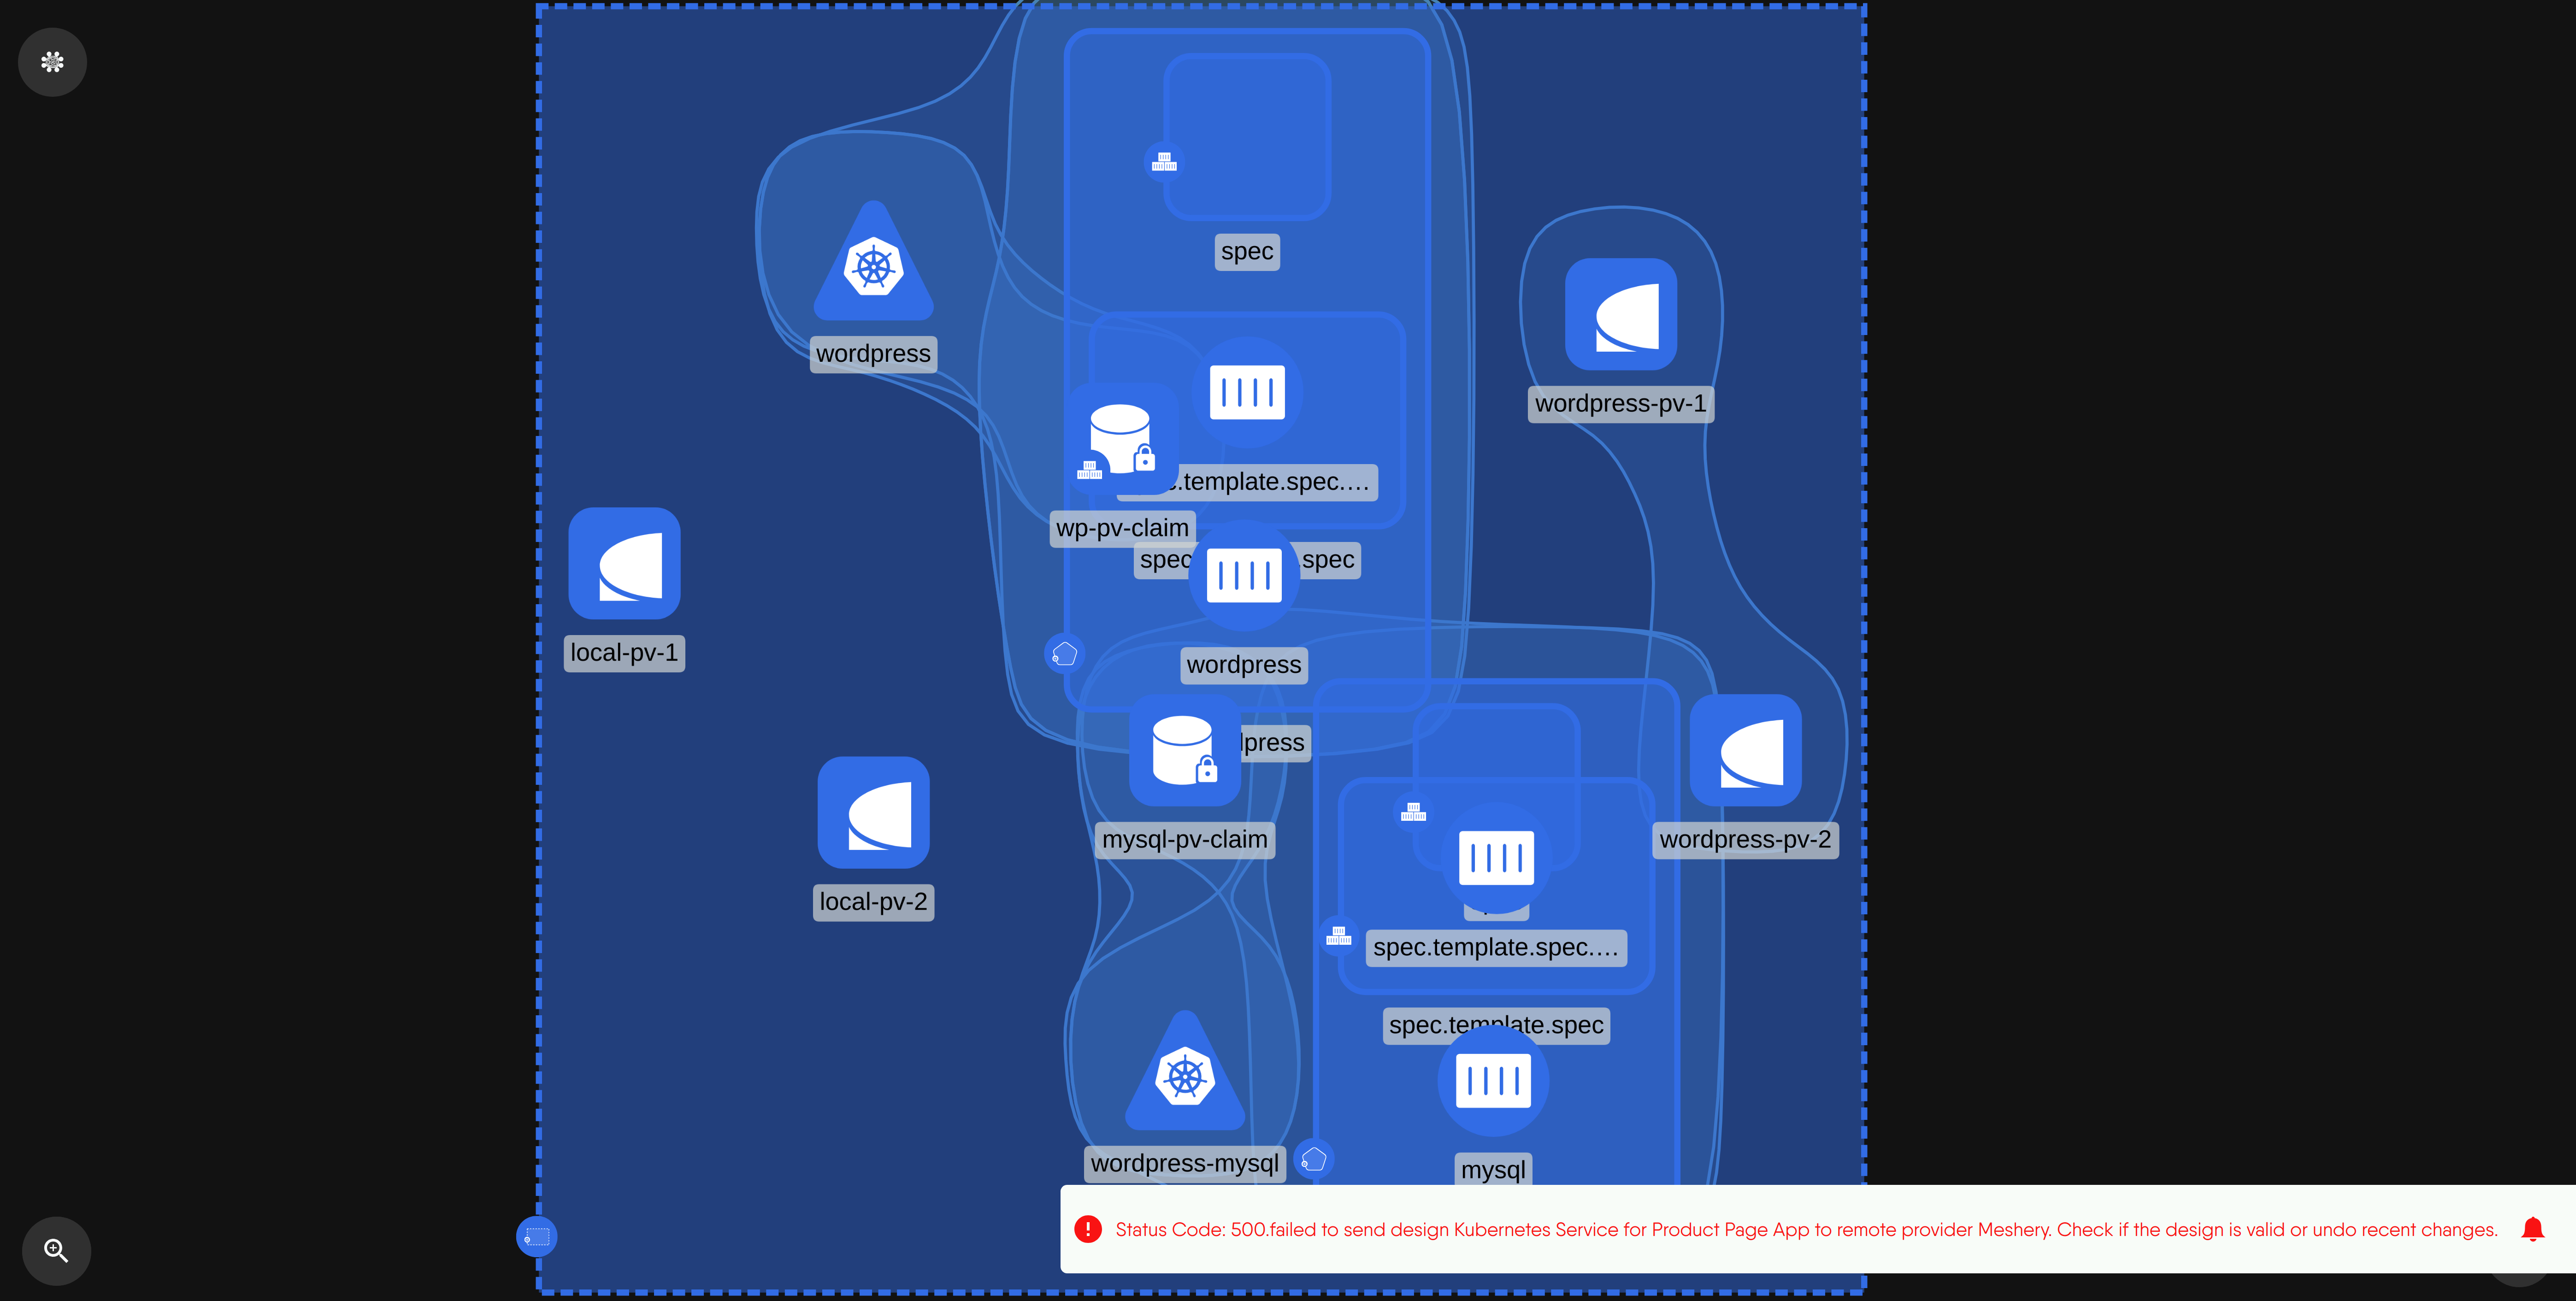 spec
wordpress
wordpress-pv-1
.template.spec....
wp-pv-claim
spec .spec
local-pv-1
wordpress
press
mysql-pv-claim
wordpress-pv-2
local-pv-2
spec.template.spec....
spec.template.spec
wordpress-mysql
mysql
Status Code: 500.failed to send design Kubernetes Service for Product Page App to remote provider Meshery. Check if the design is valid or undo recent changes.